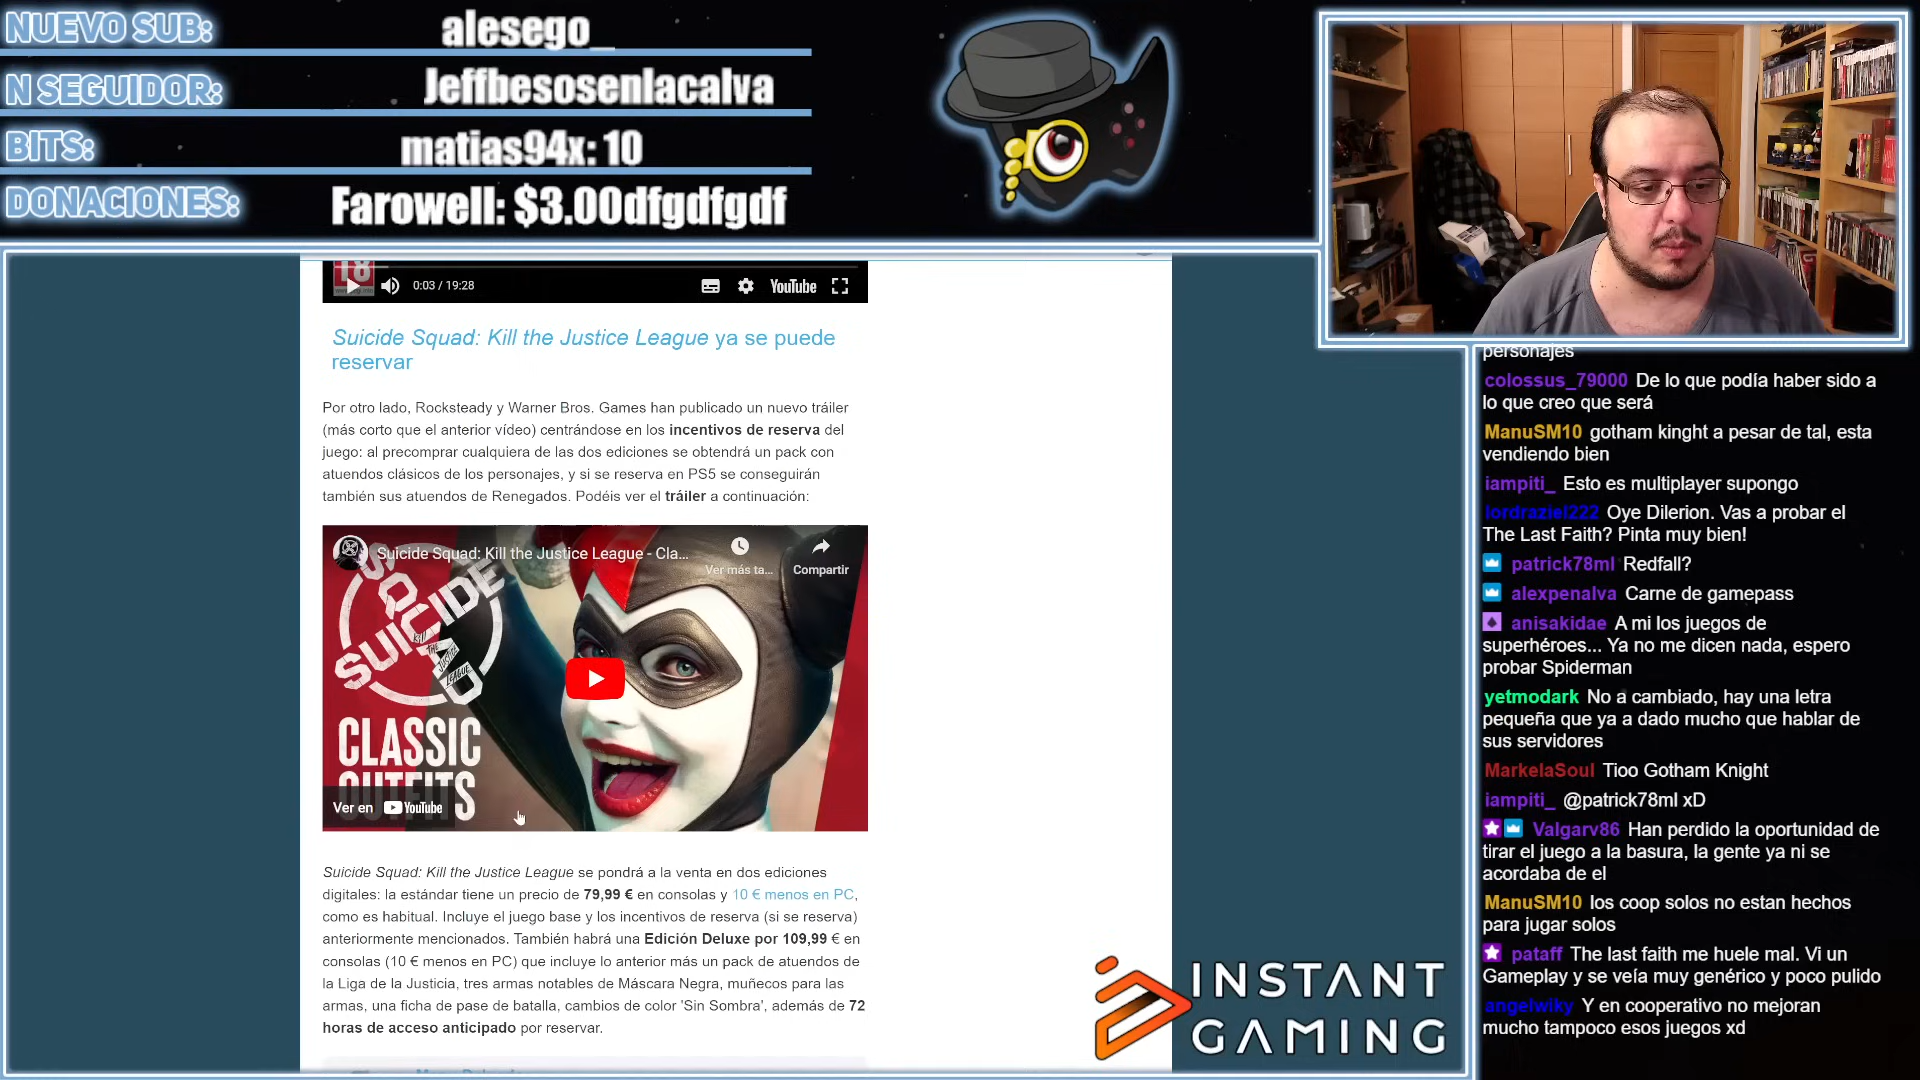 NUEVO SUB: alesego_
N SEGUIDOR: Jeffbesosenlacalva
BITS: matias94x: 10
DONACIONES: Farowell: $3.00dfgdfgdf
18
0:03 / 19:28
YouTube
Suicide Squad: Kill the Justice League ya se puede
reservar
Por otro lado, Rocksteady y Warner Bros. Games han publicado un nuevo tráiler
(más corto que el anterior vídeo) centrándose en los incentivos de reserva del
juego: al precomprar cualquiera de las dos ediciones se obtendrá un pack con
atuendos clásicos de los personajes, y si se reserva en PS5 se conseguirán
también sus atuendos de Renegados. Podéis ver el tráiler a continuación:
Suicide Squad: Kill the Justice League - Cla...
Ver más ta...
Compartir
SUICIDE
SQUAD
KILL
THE JUSTICE
LEAGUE
CLASSIC
OUTFITS
Ver en YouTube
Suicide Squad: Kill the Justice League se pondrá a la venta en dos ediciones
digitales: la estándar tiene un precio de 79,99 € en consolas y 10 € menos en PC,
como es habitual. Incluye el juego base y los incentivos de reserva (si se reserva)
anteriormente mencionados. También habrá una Edición Deluxe por 109,99 € en
consolas (10 € menos en PC) que incluye lo anterior más un pack de atuendos de
la Liga de la Justicia, tres armas notables de Máscara Negra, muñecos para las
armas, una ficha de pase de batalla, cambios de color 'Sin Sombra', además de 72
horas de acceso anticipado por reservar.
INSTANT
GAMING
personajes
colossus_79000 De lo que podía haber sido a
lo que creo que será
ManuSM10 gotham kinght a pesar de tal, esta
vendiendo bien
iampiti_ Esto es multiplayer supongo
lordraziel222 Oye Dilerion. Vas a probar el
The Last Faith? Pinta muy bien!
patrick78ml Redfall?
alexpenalva Carne de gamepass
anisakidae A mi los juegos de
superhéroes... Ya no me dicen nada, espero
probar Spiderman
yetmodark No a cambiado, hay una letra
pequeña que ya a dado mucho que hablar de
sus servidores
MarkelaSoul Tioo Gotham Knight
iampiti_ @patrick78ml xD
Valgarv86 Han perdido la oportunidad de
tirar el juego a la basura, la gente ya ni se
acordaba de el
ManuSM10 los coop solos no estan hechos
para jugar solos
pataff The last faith me huele mal. Vi un
Gameplay y se veía muy genérico y poco pulido
angelwiky Y en cooperativo no mejoran
mucho tampoco esos juegos xd